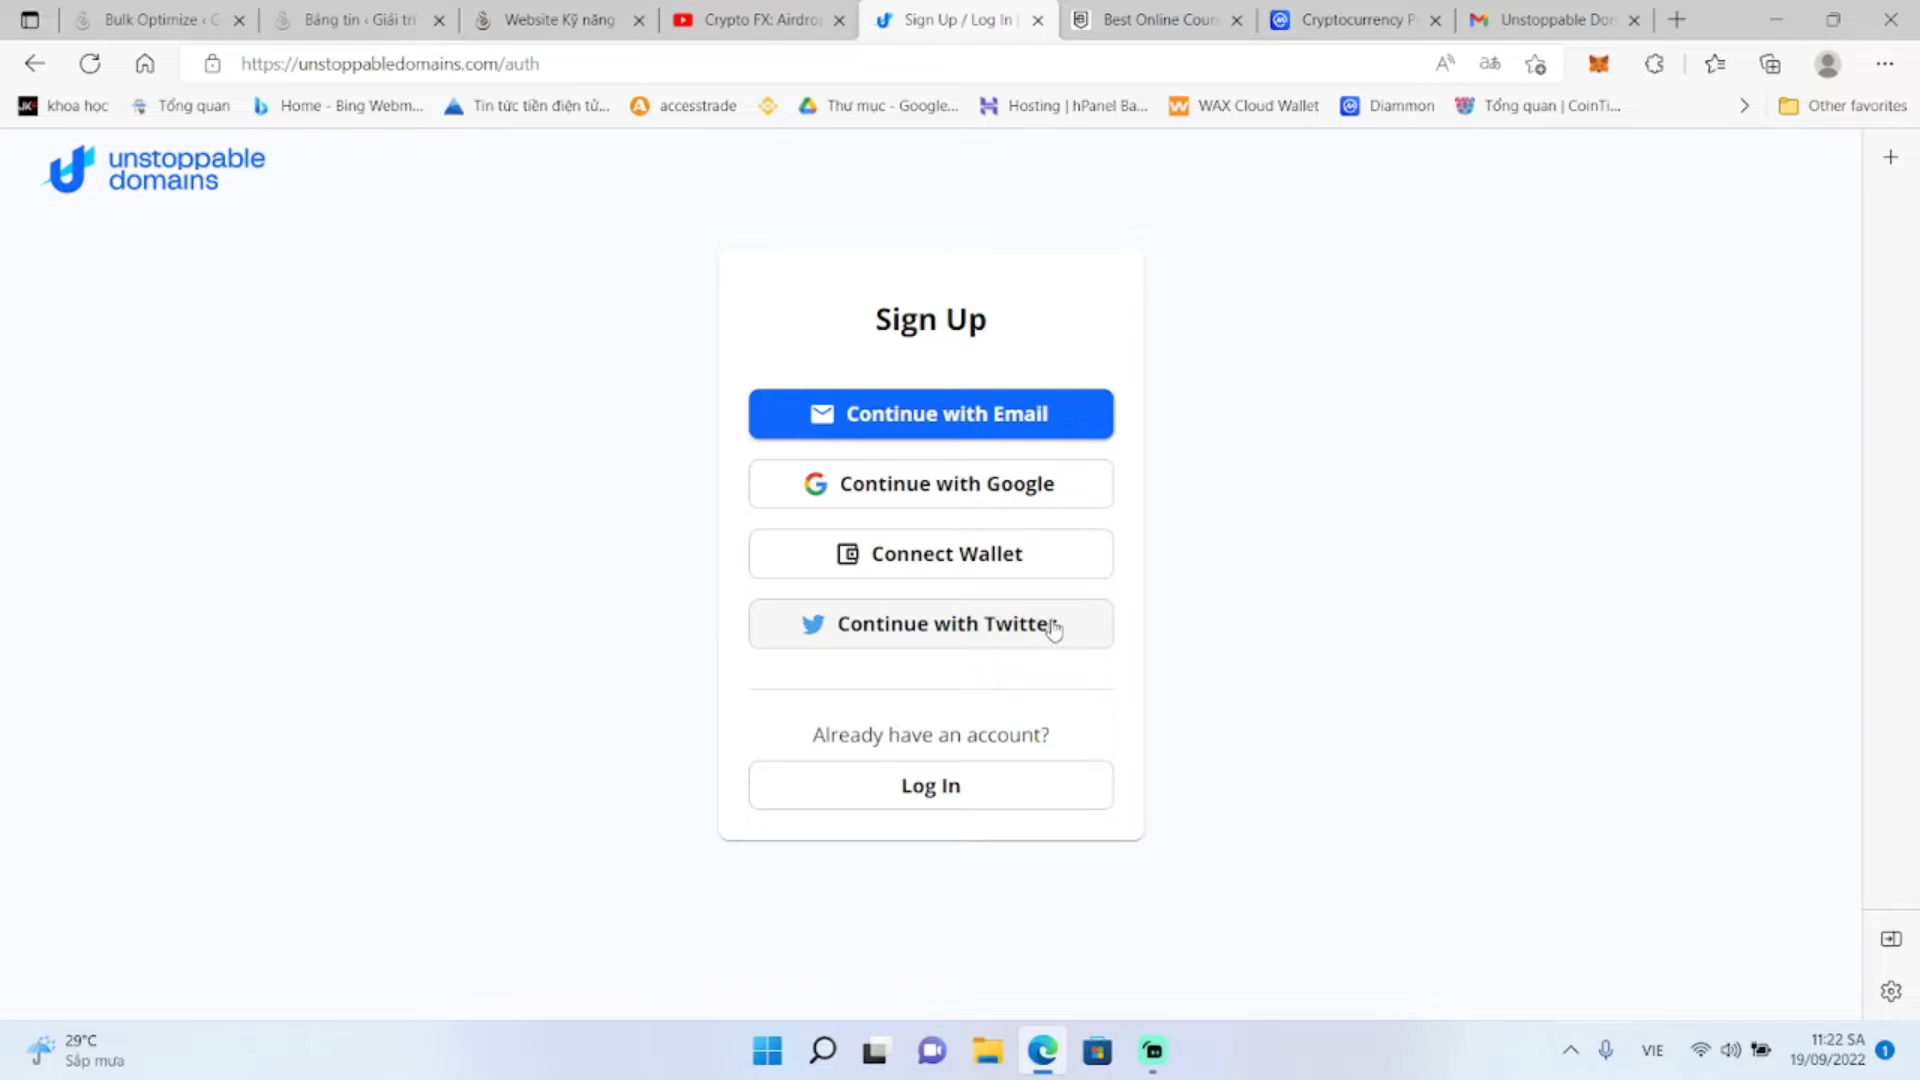 Bulk Optimize ‹ G
Bảng tin ‹ Giải trí
Website Kỹ năng
Crypto FX: Airdro
Sign Up / Log In |
Best Online Cour
Cryptocurrency P
Unstoppable Dom
https://unstoppabledomains.com/auth
khoa học
Tổng quan
Home - Bing Webm...
Tin tức tiền điện tử...
accesstrade
Thư mục - Google...
Hosting | hPanel Ba...
WAX Cloud Wallet
Diammon
Tổng quan | CoinTi...
Other favorites
unstoppable
domains
Sign Up
Continue with Email
Continue with Google
Connect Wallet
Continue with Twitter
Already have an account?
Log In
29°C
Sắp mưa
VIE
11:22 SA
19/09/2022
1